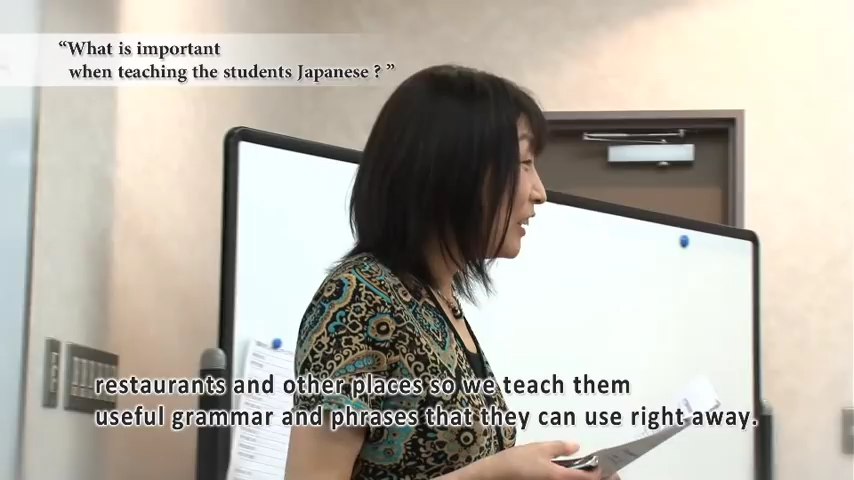 “What is important
when teaching the students Japanese ? ”
restaurants and other places so we teach them
useful grammar and phrases that they can use right away.